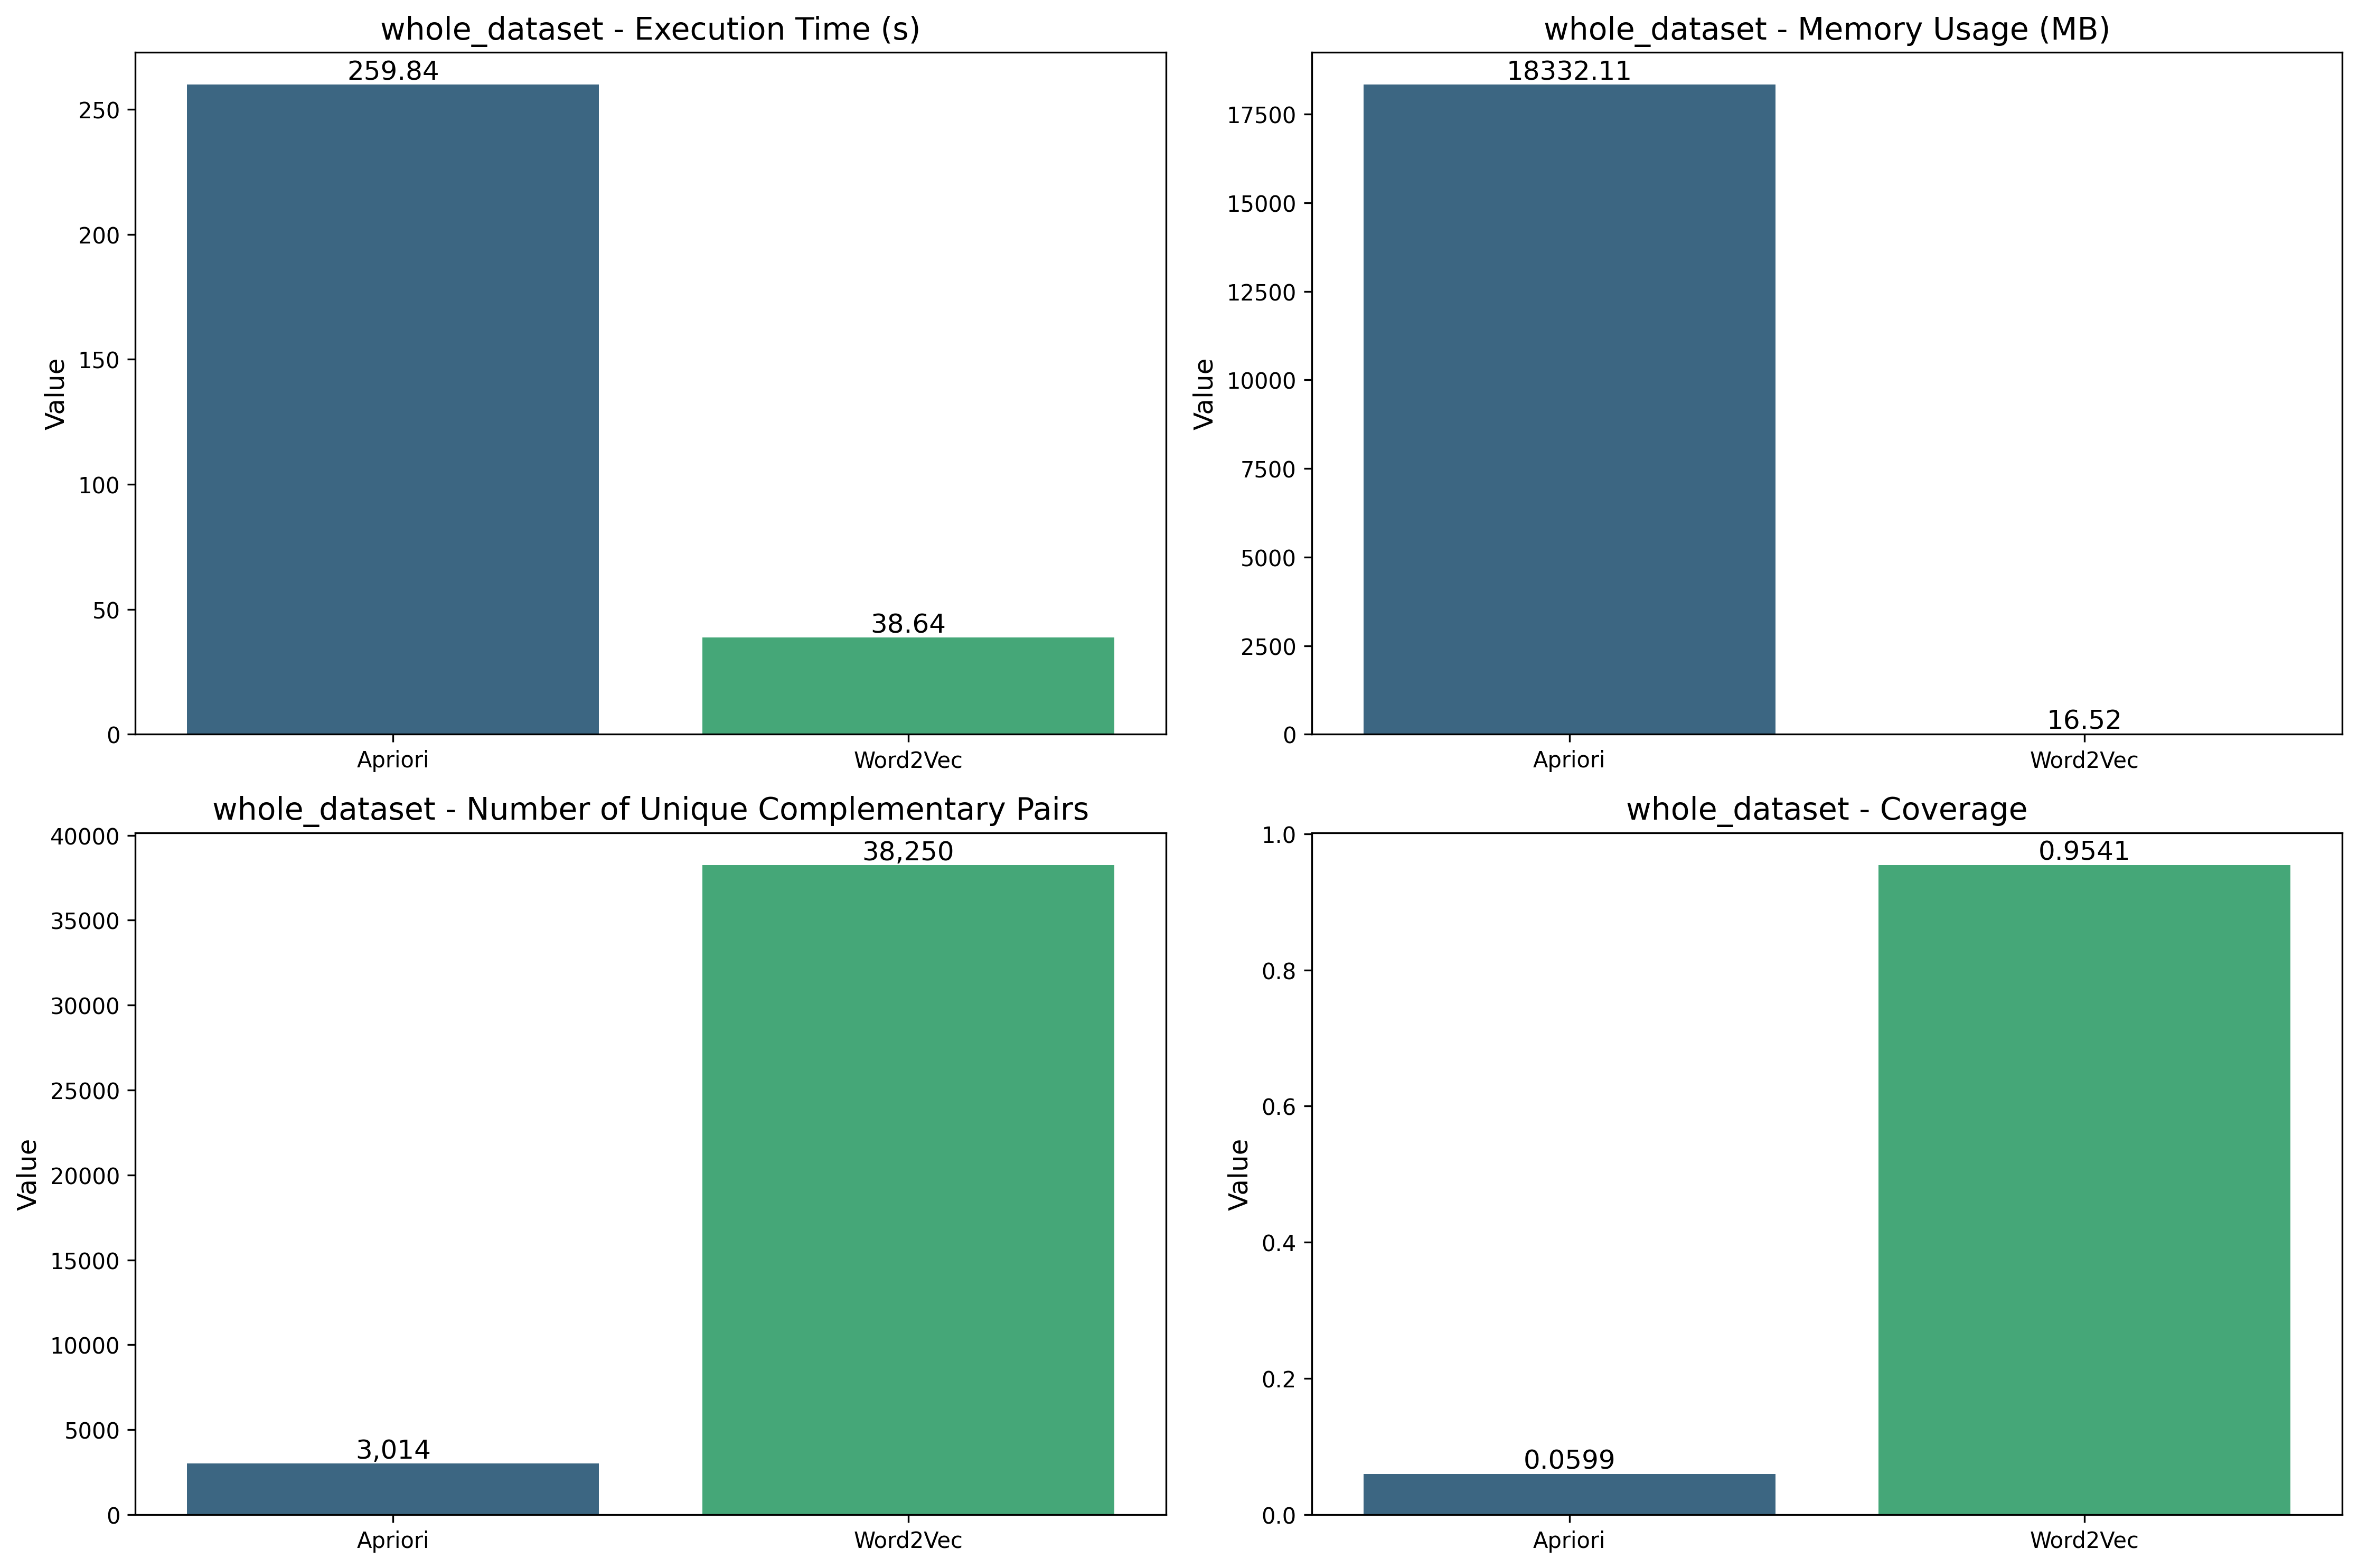 whole_dataset - Execution Time (s)
Value
250
200
150
100
50
0
259.84
38.64
Apriori
Word2Vec
whole_dataset - Memory Usage (MB)
Value
17500
15000
12500
10000
7500
5000
2500
0
18332.11
16.52
Apriori
Word2Vec
whole_dataset - Number of Unique Complementary Pairs
Value
40000
35000
30000
25000
20000
15000
10000
5000
0
3,014
38,250
Apriori
Word2Vec
whole_dataset - Coverage
Value
1.0
0.8
0.6
0.4
0.2
0.0
0.0599
0.9541
Apriori
Word2Vec